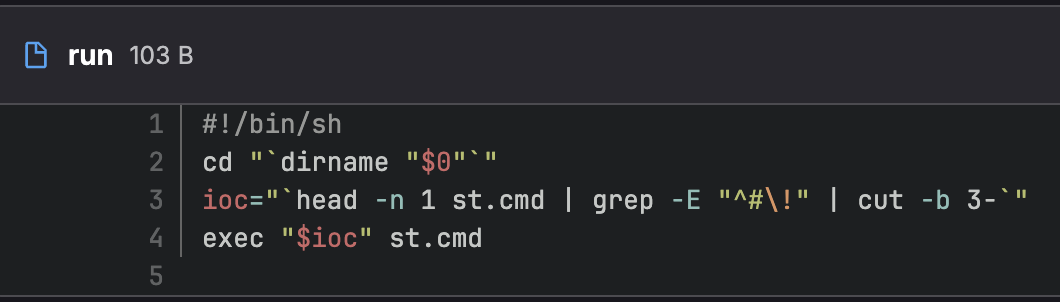 run 103 B
1 #!/bin/sh
2 cd "`dirname "$0"`"
3 ioc="`head -n 1 st.cmd | grep -E "^#\!" | cut -b 3-`"
4 exec "$ioc" st.cmd
5